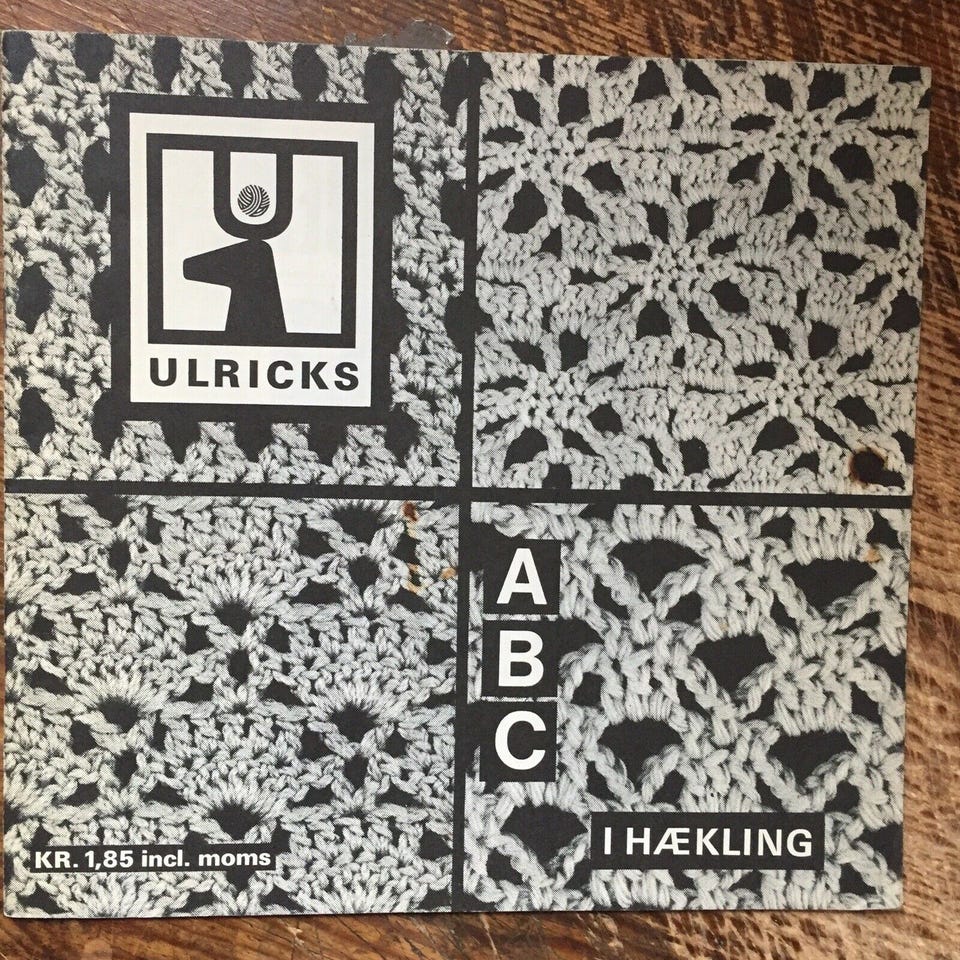 ULRICKS
A
B
C
I HÆKLING
KR. 1,85 incl. moms